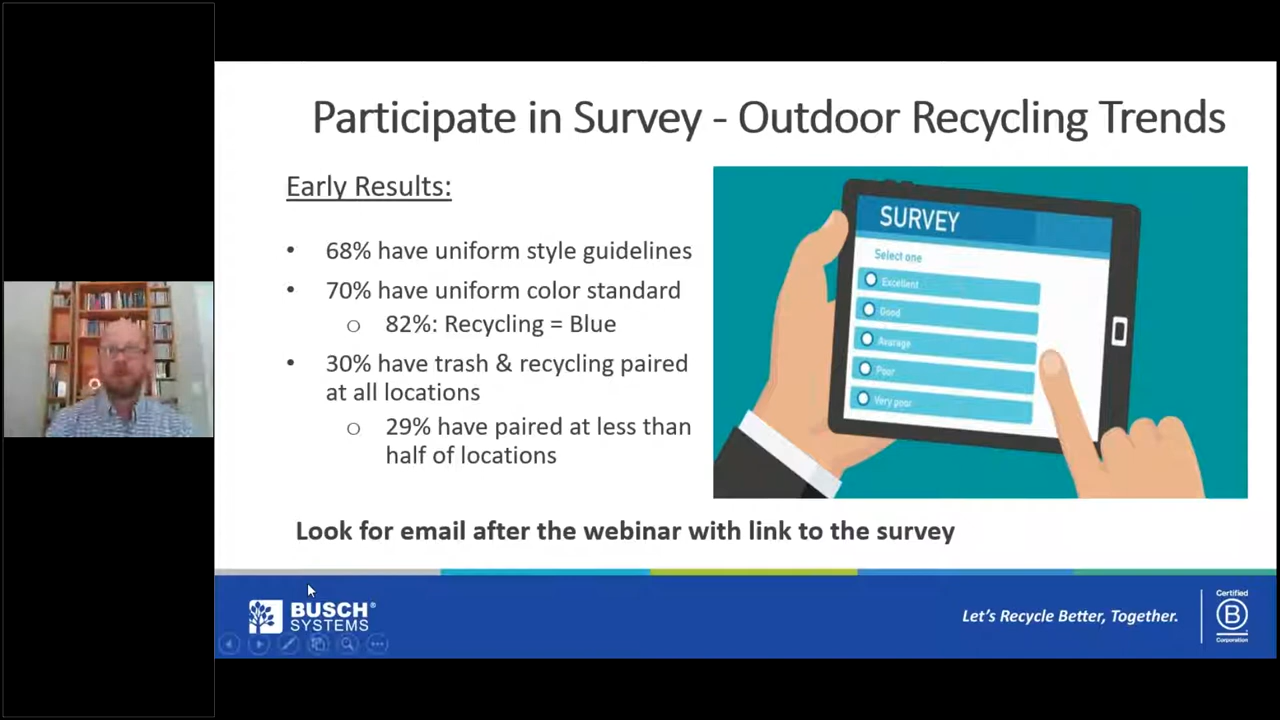 Participate in Survey - Outdoor Recycling Trends
Early Results:
• 68% have uniform style guidelines
• 70% have uniform color standard
o 82%: Recycling = Blue
• 30% have trash & recycling paired
at all locations
o 29% have paired at less than
half of locations
SURVEY
Select one
Excellent
Good
Avarage
Poor
Very poor
Look for email after the webinar with link to the survey
BUSCH®
SYSTEMS
Let's Recycle Better, Together.
Certified
B
Corporation